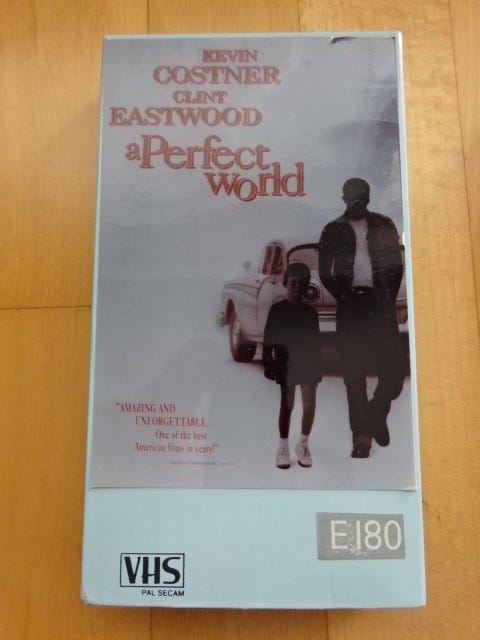 KEVIN
COSTNER
CLINT
EASTWOOD
a Perfect
world
"AMAZING AND
UNFORGETTABLE.
One of the best
American films in years!"
E-180
VHS
PAL SECAM